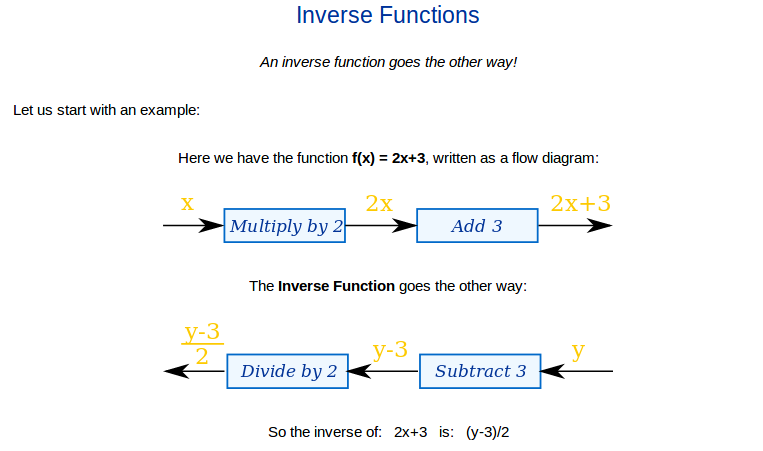 Inverse Functions
An inverse function goes the other way!
Let us start with an example:
Here we have the function f(x) = 2x+3, written as a flow diagram:
x 2x 2x+3
Multiply by 2 Add 3
The Inverse Function goes the other way:
y-3
2 y-3 y
Divide by 2 Subtract 3
So the inverse of: 2x+3 is: (y-3)/2